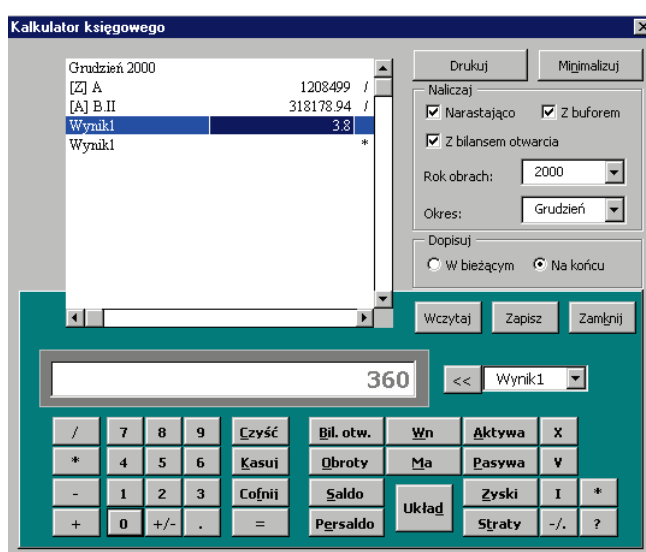 Kalkulator księgowego
Grudzień 2000
[Z] A 1208499 /
[A] B.II 318178.94 /
Wynik1 3.8
Wynik1 *
Drukuj Minimalizuj
Naliczaj
Narastająco Z buforem
Z bilansem otwarcia
Rok obrach: 2000
Okres: Grudzień
Dopisuj
W bieżącym Na końcu
Wczytaj Zapisz Zamknij
360 << Wynik1
/ 7 8 9 Czyść Bil. otw. Wn Aktywa X
* 4 5 6 Kasuj Obroty Ma Pasywa Y
- 1 2 3 Cofnij Saldo Układ Zyski I *
+ 0 +/- . = Persaldo Straty -/. ?